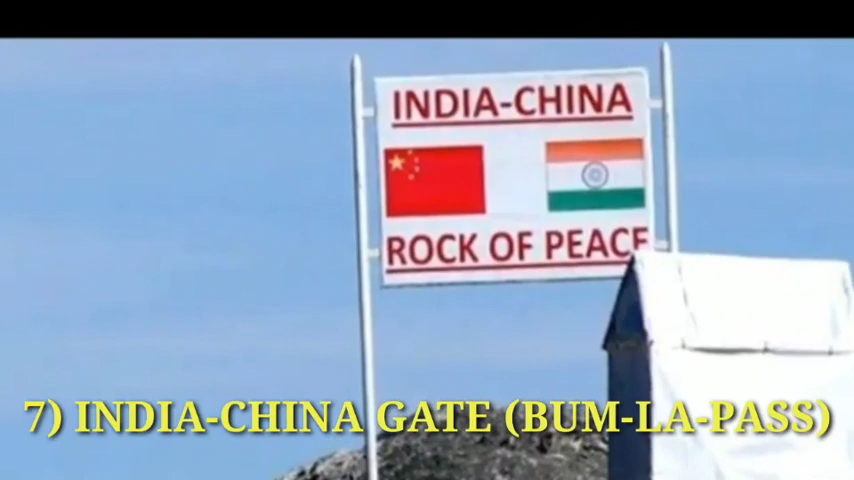 INDIA-CHINA
ROCK OF PEACE
7) INDIA-CHINA GATE (BUM-LA-PASS)